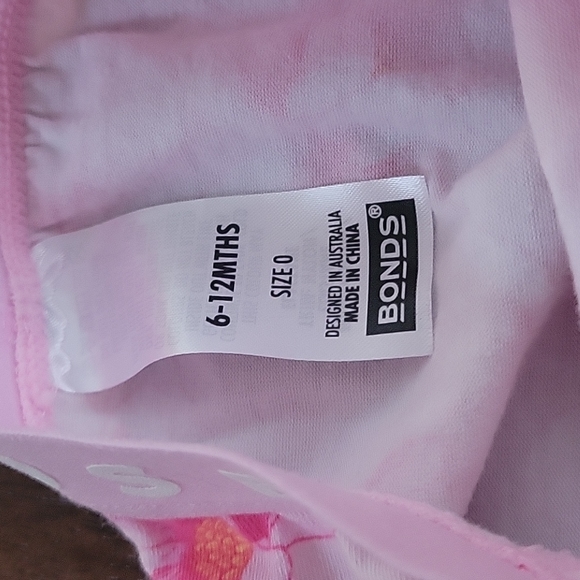 BONDS®
DESIGNED IN AUSTRALIA
MADE IN CHINA
SIZE 0
6-12MTHS
S